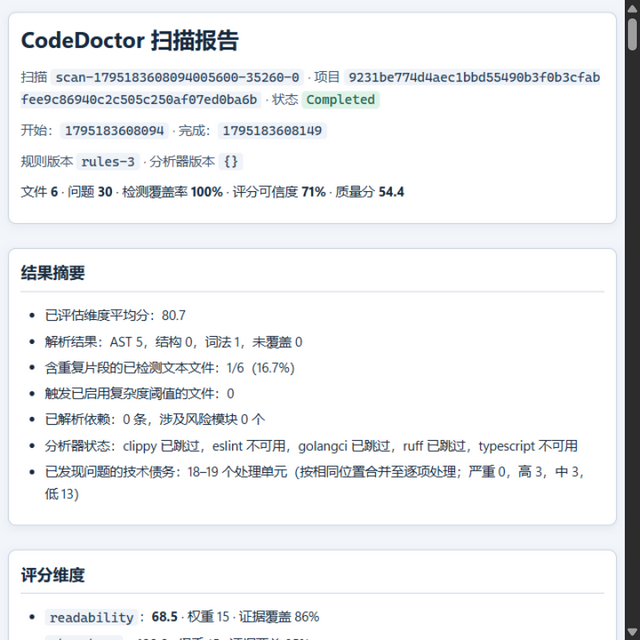 CodeDoctor 扫描报告
扫描 scan-1795183608094005600-35260-0 · 项目 9231be774d4aec1bbd55490b3f0b3cfab
fee9c86940c2c505c250af07ed0ba6b · 状态 Completed
开始： 1795183608094 · 完成： 1795183608149
规则版本 rules-3 · 分析器版本 {}
文件 6 · 问题 30 · 检测覆盖率 100% · 评分可信度 71% · 质量分 54.4
结果摘要
已评估维度平均分：80.7
解析结果：AST 5，结构 0，词法 1，未覆盖 0
含重复片段的已检测文本文件：1/6（16.7%）
触发已启用复杂度阈值的文件：0
已解析依赖：0 条，涉及风险模块 0 个
分析器状态：clippy 已跳过，eslint 不可用，golangci 已跳过，ruff 已跳过，typescript 不可用
已发现问题的技术债务：18–19 个处理单元（按相同位置合并至逐项处理；严重 0，高 3，中 3，
低 13）
评分维度
readability ： 68.5 · 权重 15 · 证据覆盖 86%